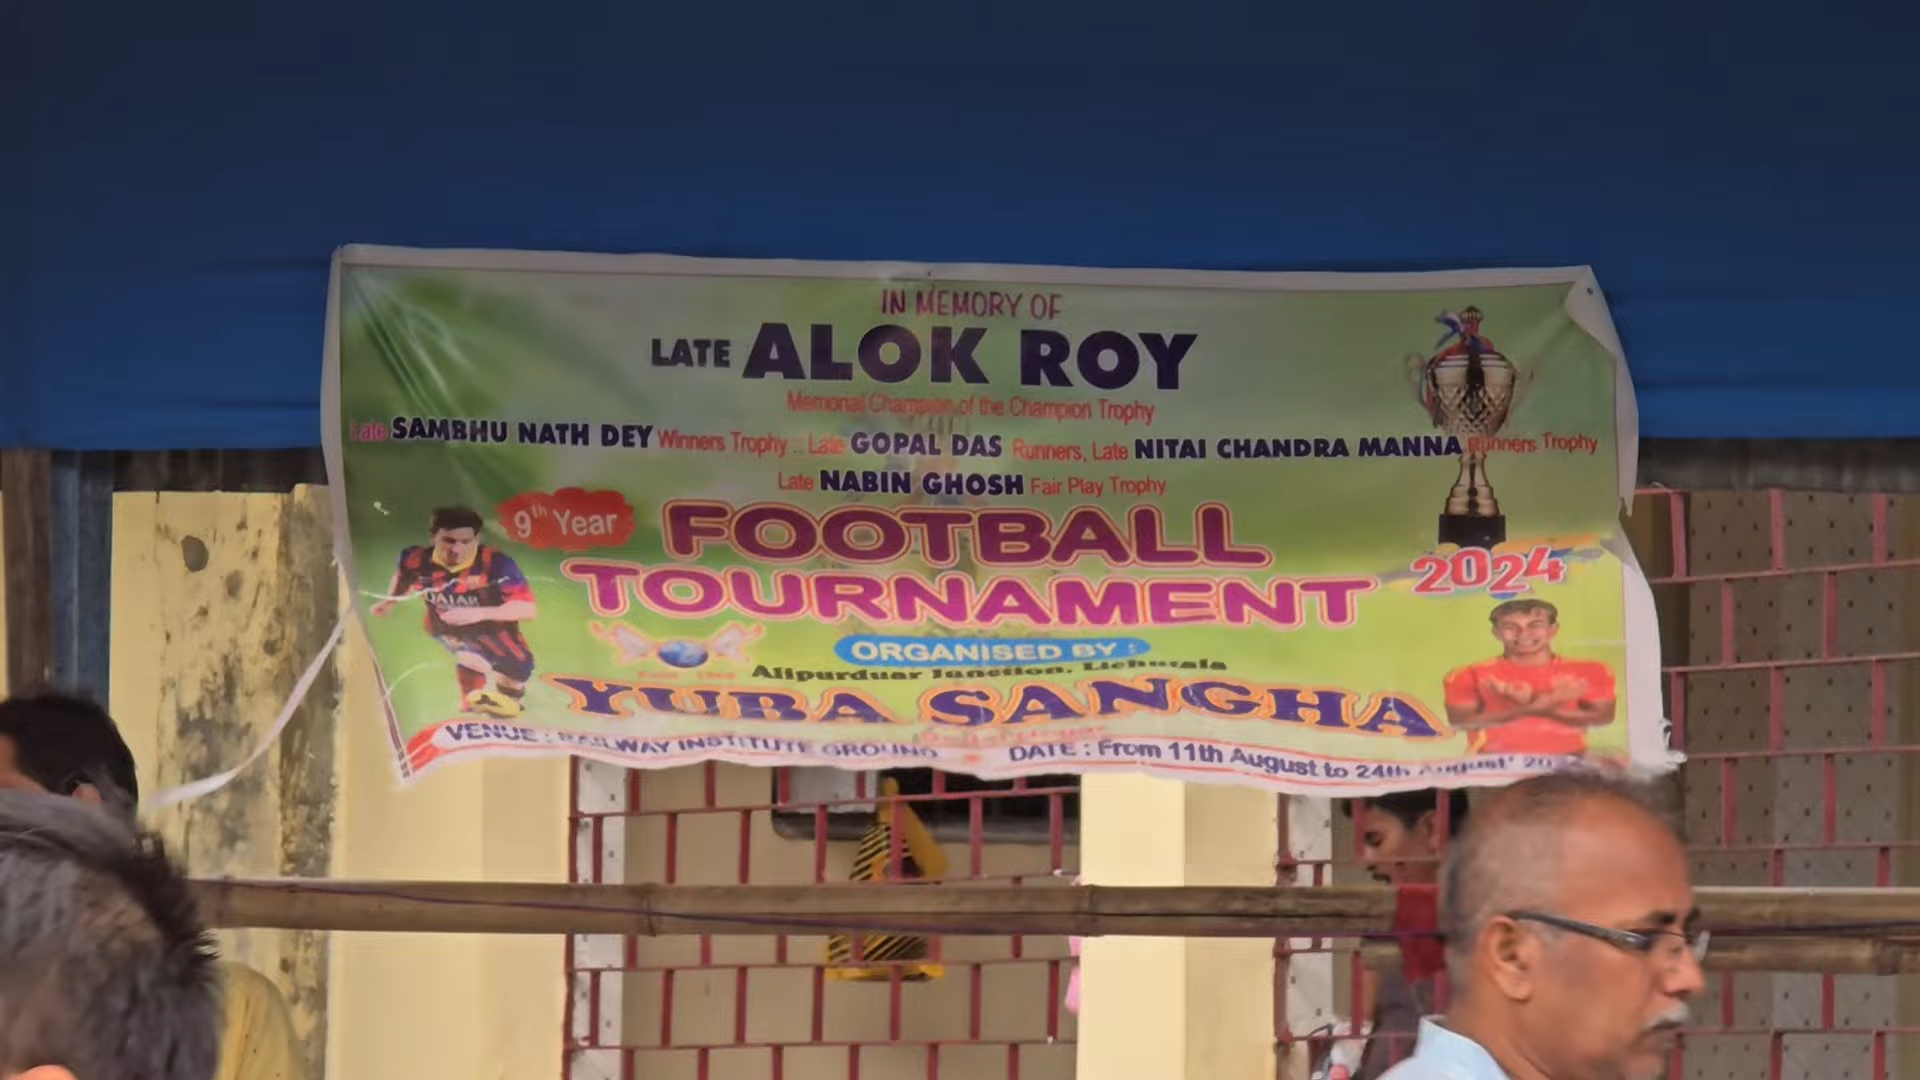 IN MEMORY OF
LATE ALOK ROY
Memorial Champion of the Champion Trophy
Late SAMBHU NATH DEY Winners Trophy :: Late GOPAL DAS Runners, Late NITAI CHANDRA MANNA Runners Trophy
Late NABIN GHOSH Fair Play Trophy
9th Year
FOOTBALL
TOURNAMENT
2024
QATAR
ORGANISED BY :
Alipurduar Junction, Lichutala
YUBA SANGHA
VENUE : RAILWAY INSTITUTE GROUND
DATE : From 11th August to 24th August'